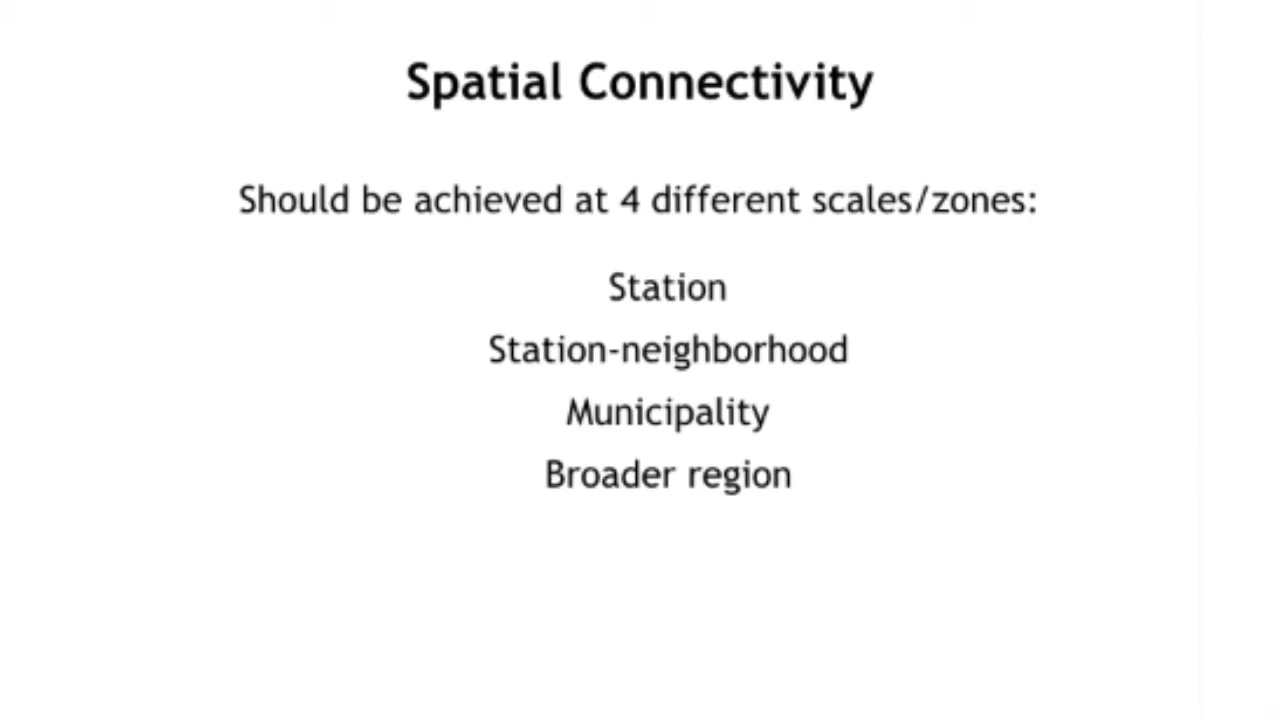 Spatial Connectivity
Should be achieved at 4 different scales/zones:
Station
Station-neighborhood
Municipality
Broader region